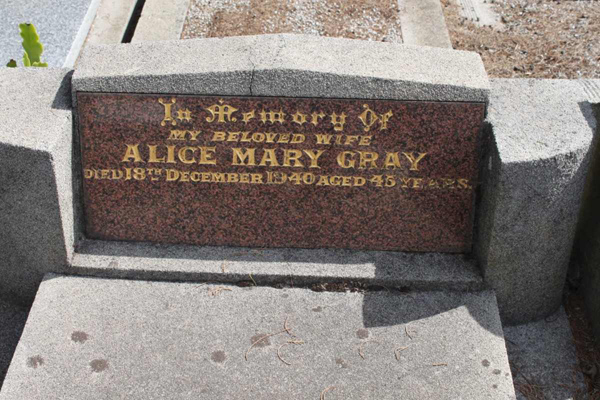 In Memory Of
MY BELOVED WIFE
ALICE MARY GRAY
DIED 18TH DECEMBER 1940 AGED 45 YEARS.